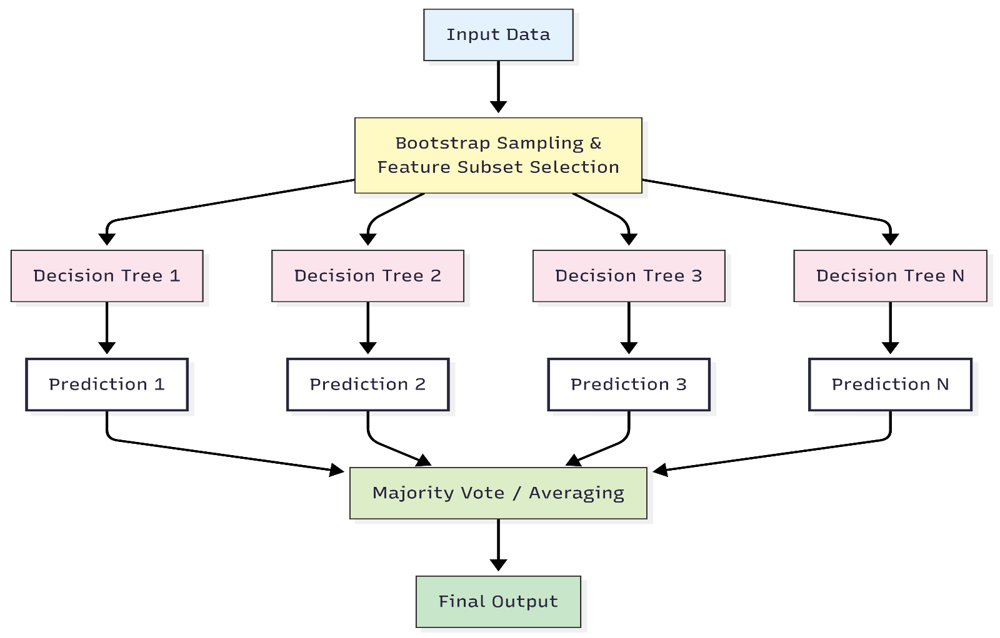 Input Data
Bootstrap Sampling &
Feature Subset Selection
Decision Tree 1
Decision Tree 2
Decision Tree 3
Decision Tree N
Prediction 1
Prediction 2
Prediction 3
Prediction N
Majority Vote / Averaging
Final Output